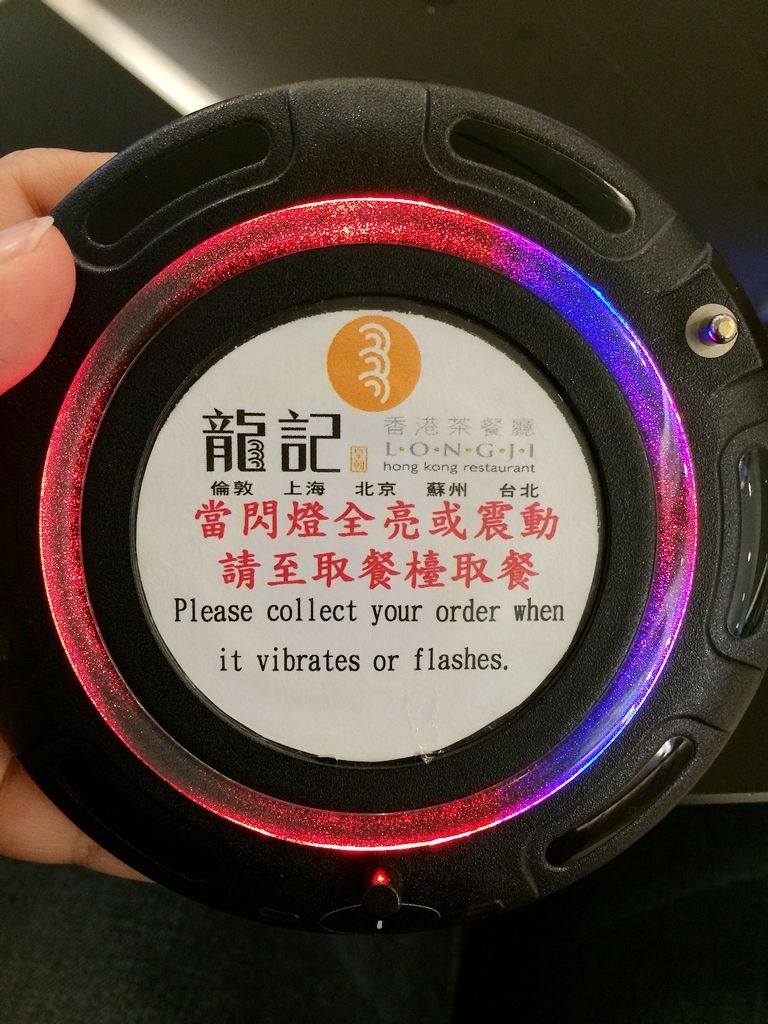 龍記 皇朝 香港茶餐廳
L·O·N·G·J·I
hong kong restaurant
倫敦 上海 北京 蘇州 台北
當閃燈全亮或震動
請至取餐檯取餐
Please collect your order when
it vibrates or flashes.